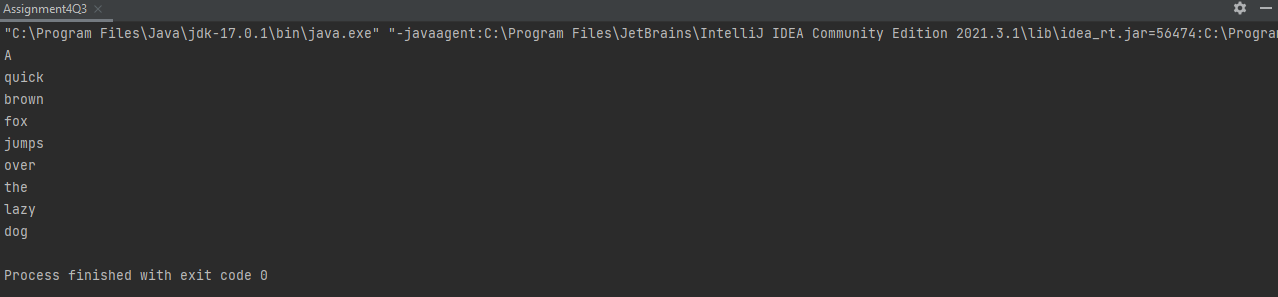 Assignment4Q3
"C:\Program Files\Java\jdk-17.0.1\bin\java.exe" "-javaagent:C:\Program Files\JetBrains\IntelliJ IDEA Community Edition 2021.3.1\lib\idea_rt.jar=56474:C:\Program
A
quick
brown
fox
jumps
over
the
lazy
dog
Process finished with exit code 0